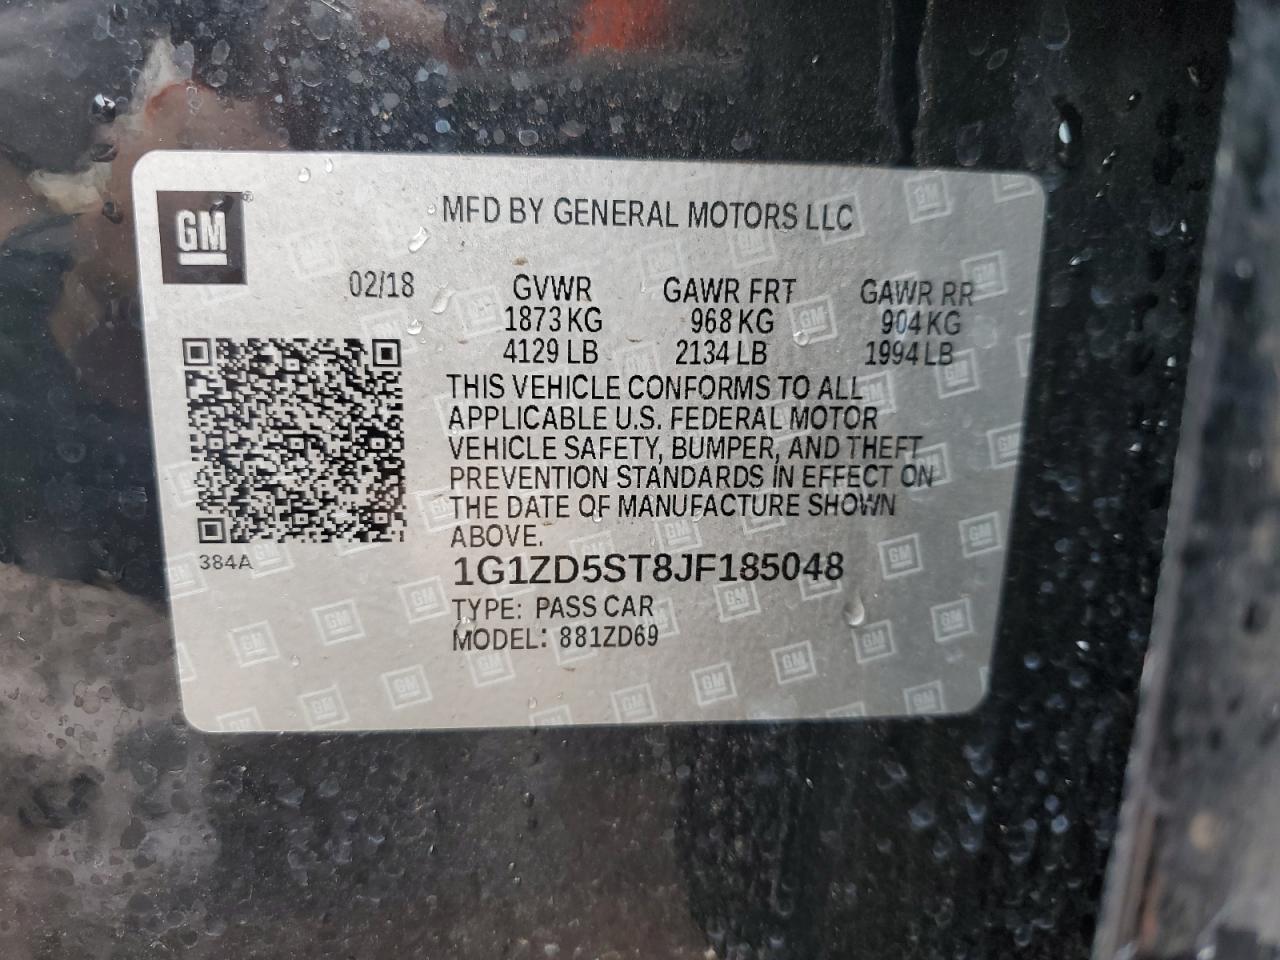 GM
MFD BY GENERAL MOTORS LLC
02/18 GVWR GAWR FRT GAWR RR
1873 KG 968 KG 904 KG
4129 LB 2134 LB 1994 LB
THIS VEHICLE CONFORMS TO ALL
APPLICABLE U.S. FEDERAL MOTOR
VEHICLE SAFETY, BUMPER, AND THEFT
PREVENTION STANDARDS IN EFFECT ON
THE DATE OF MANUFACTURE SHOWN
ABOVE.
384A
1G1ZD5ST8JF185048
TYPE: PASS CAR
MODEL: 881ZD69